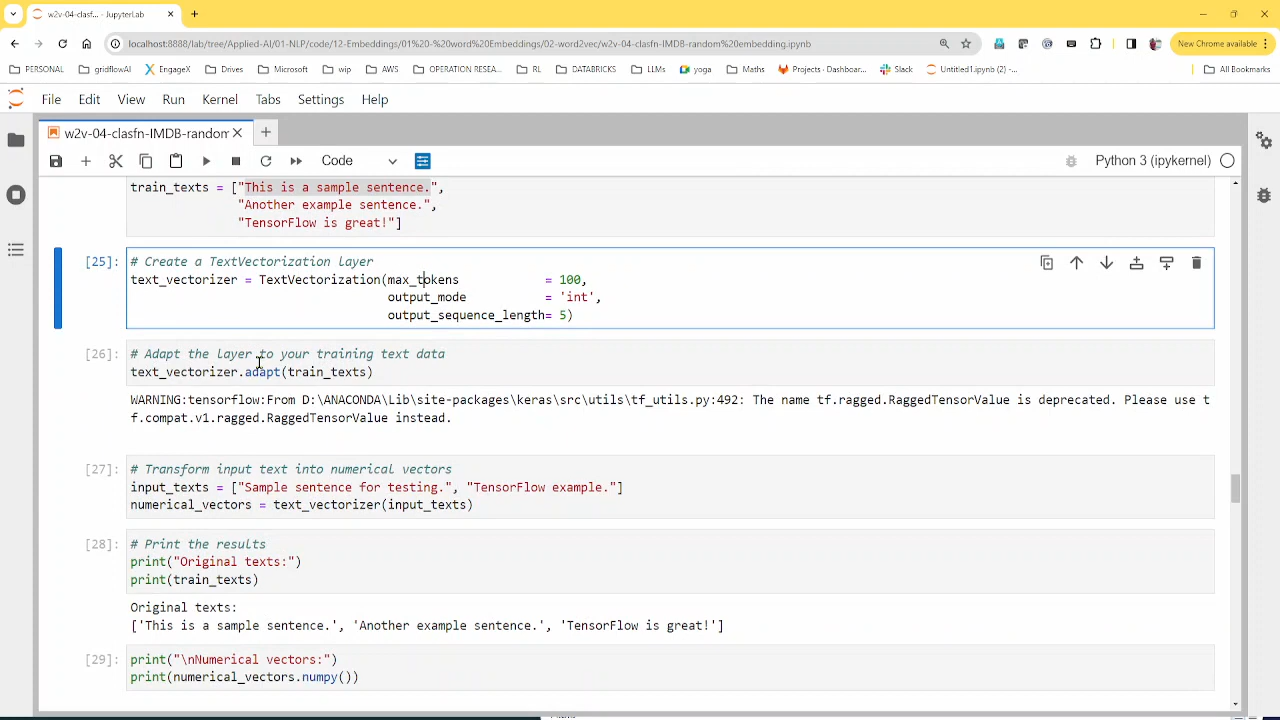 w2v-04-clasf... - JupyterLab
localhost:8888/lab/tree/Applied-AI/01-NLP/code/12_Embeddings/01%20-%20word%20Embeddings/02-word2vec/w2v-04-clasfn-IMDB-random%20embedding.ipynb
New Chrome available
PERSONAL gridflowAI EngageX Drives Microsoft wip AWS OPERATION RESEA... RL DATABRICKS LLMs yoga Maths Projects · Dashboar... Slack Untitled1.ipynb (2) -... All Bookmarks
File Edit View Run Kernel Tabs Settings Help
w2v-04-clasfn-IMDB-random
Code Python 3 (ipykernel)
train_texts = ["This is a sample sentence.",
"Another example sentence.",
"TensorFlow is great!"]
[25]: # Create a TextVectorization layer
text_vectorizer = TextVectorization(max_tokens = 100,
output_mode = 'int',
output_sequence_length= 5)
[26]: # Adapt the layer to your training text data
text_vectorizer.adapt(train_texts)
WARNING:tensorflow:From D:\ANACONDA\Lib\site-packages\keras\src\utils\tf_utils.py:492: The name tf.ragged.RaggedTensorValue is deprecated. Please use t
f.compat.v1.ragged.RaggedTensorValue instead.
[27]: # Transform input text into numerical vectors
input_texts = ["Sample sentence for testing.", "TensorFlow example."]
numerical_vectors = text_vectorizer(input_texts)
[28]: # Print the results
print("Original texts:")
print(train_texts)
Original texts:
['This is a sample sentence.', 'Another example sentence.', 'TensorFlow is great!']
[29]: print("\nNumerical vectors:")
print(numerical_vectors.numpy())